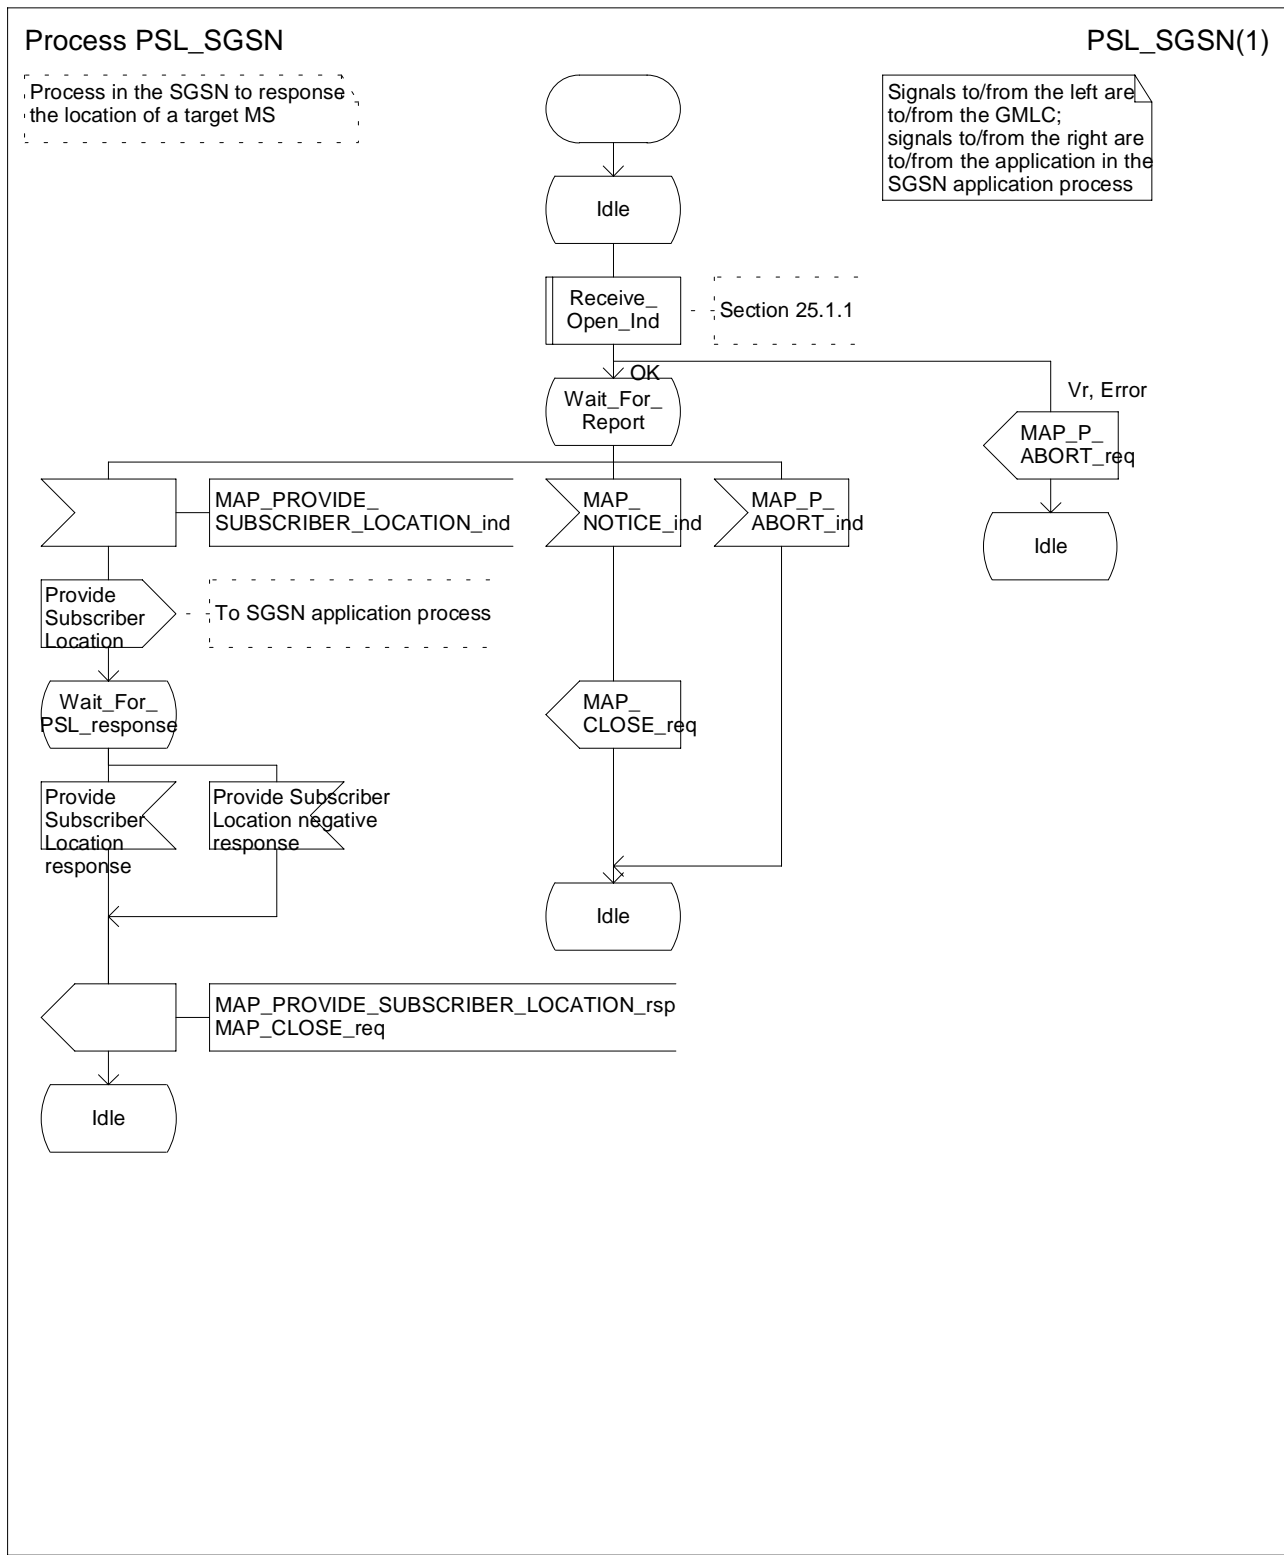 Process PSL_SGSN
PSL_SGSN(1)
Process in the SGSN to response
the location of a target MS
Signals to/from the left are
to/from the GMLC;
signals to/from the right are
to/from the application in the
SGSN application process
Idle
Receive_
Open_Ind
Section 25.1.1
OK
Vr, Error
Wait_For_
Report
MAP_P_
ABORT_req
Idle
MAP_PROVIDE_
SUBSCRIBER_LOCATION_ind
MAP_
NOTICE_ind
MAP_P_
ABORT_ind
Provide
Subscriber
Location
To SGSN application process
Wait_For_
PSL_response
MAP_
CLOSE_req
Provide
Subscriber
Location
response
Provide Subscriber
Location negative
response
Idle
MAP_PROVIDE_SUBSCRIBER_LOCATION_rsp
MAP_CLOSE_req
Idle